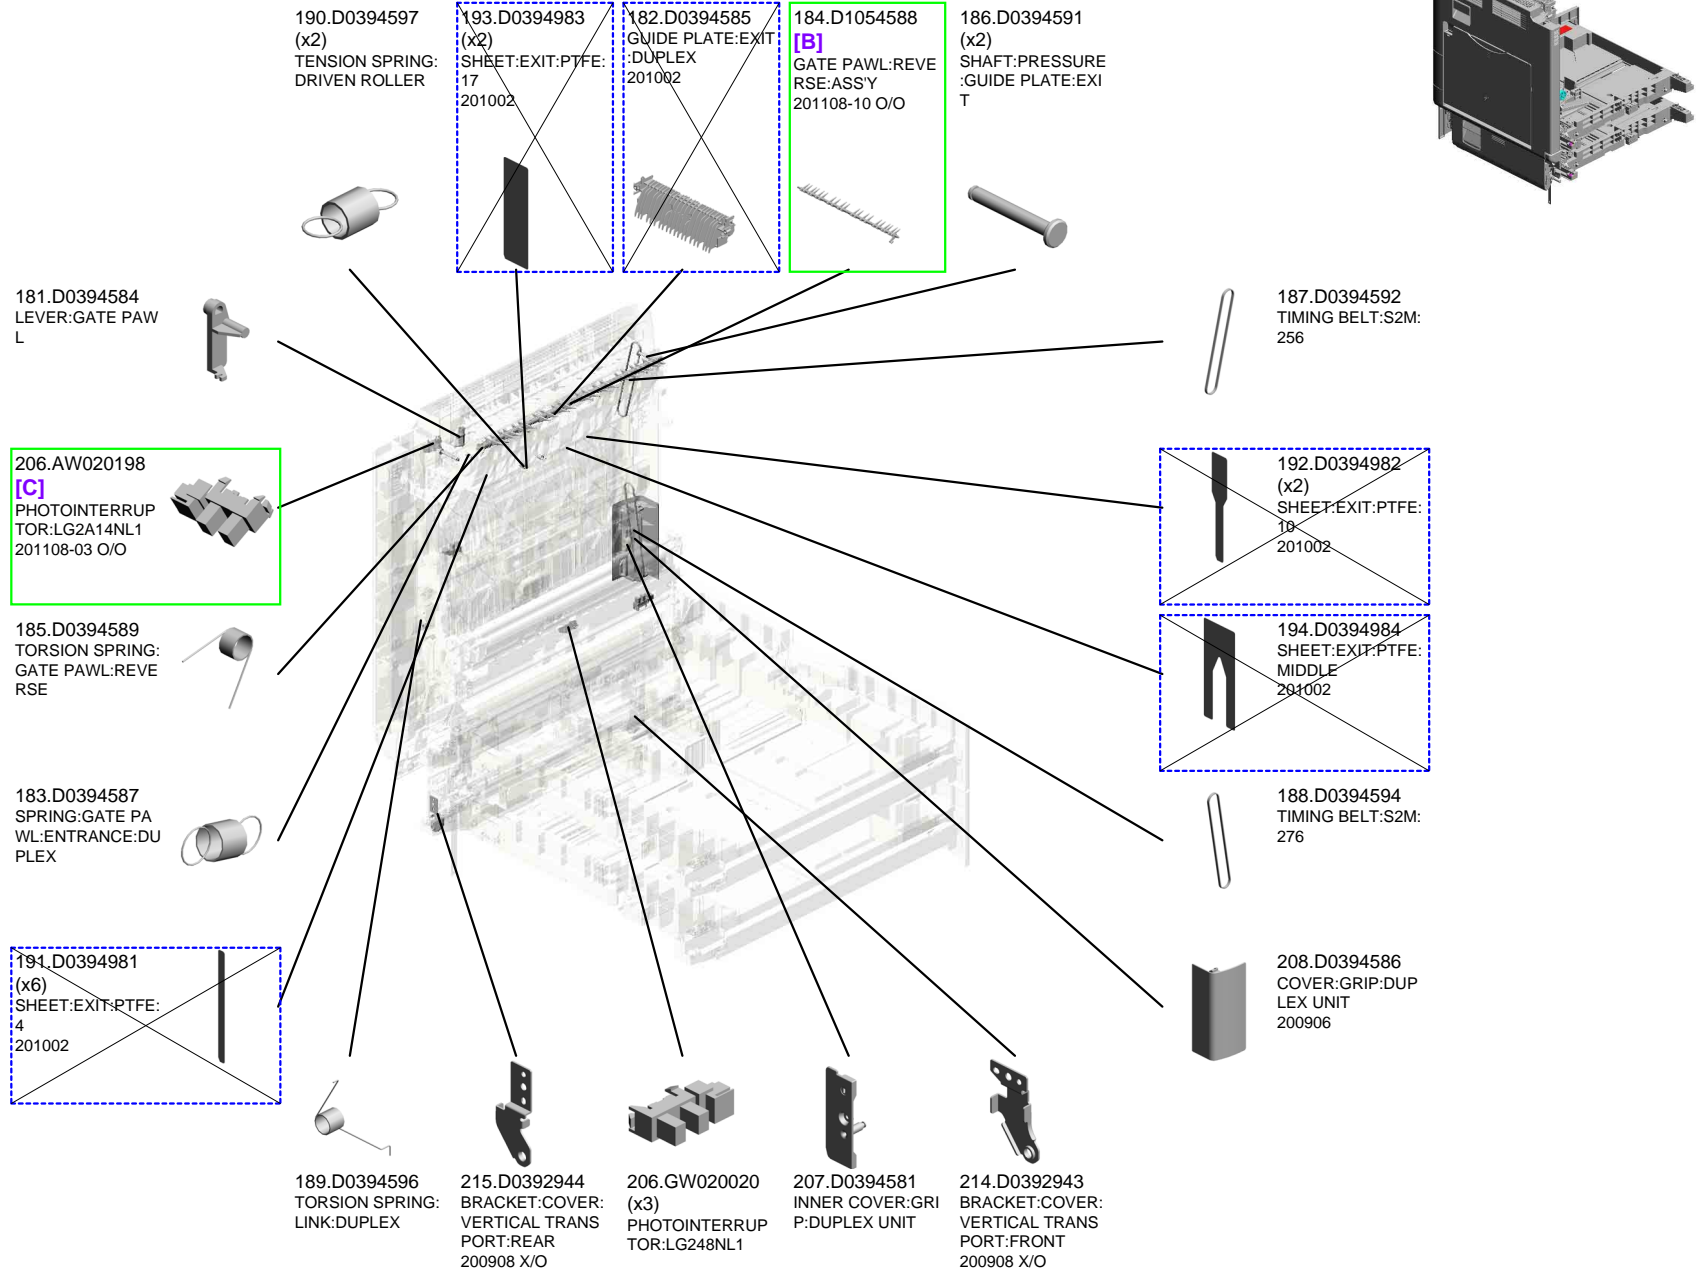 190.D0394597
(x2)
TENSION SPRING:
DRIVEN ROLLER
193.D0394983
(x2)
SHEET:EXIT:PTFE:
17
201002
182.D0394585
GUIDE PLATE:EXIT
:DUPLEX
201002
184.D1054588
[B]
GATE PAWL:REVE
RSE:ASS'Y
201108-10 O/O
186.D0394591
(x2)
SHAFT:PRESSURE
:GUIDE PLATE:EXI
T
181.D0394584
LEVER:GATE PAW
L
187.D0394592
TIMING BELT:S2M:
256
206.AW020198
[C]
PHOTOINTERRUP
TOR:LG2A14NL1
201108-03 O/O
192.D0394982
(x2)
SHEET:EXIT:PTFE:
10
201002
185.D0394589
TORSION SPRING:
GATE PAWL:REVE
RSE
194.D0394984
SHEET:EXIT:PTFE:
MIDDLE
201002
183.D0394587
SPRING:GATE PA
WL:ENTRANCE:DU
PLEX
188.D0394594
TIMING BELT:S2M:
276
191.D0394981
(x6)
SHEET:EXIT:PTFE:
4
201002
208.D0394586
COVER:GRIP:DUP
LEX UNIT
200906
189.D0394596
TORSION SPRING:
LINK:DUPLEX
215.D0392944
BRACKET:COVER:
VERTICAL TRANS
PORT:REAR
200908 X/O
206.GW020020
(x3)
PHOTOINTERRUP
TOR:LG248NL1
207.D0394581
INNER COVER:GRI
P:DUPLEX UNIT
214.D0392943
BRACKET:COVER:
VERTICAL TRANS
PORT:FRONT
200908 X/O